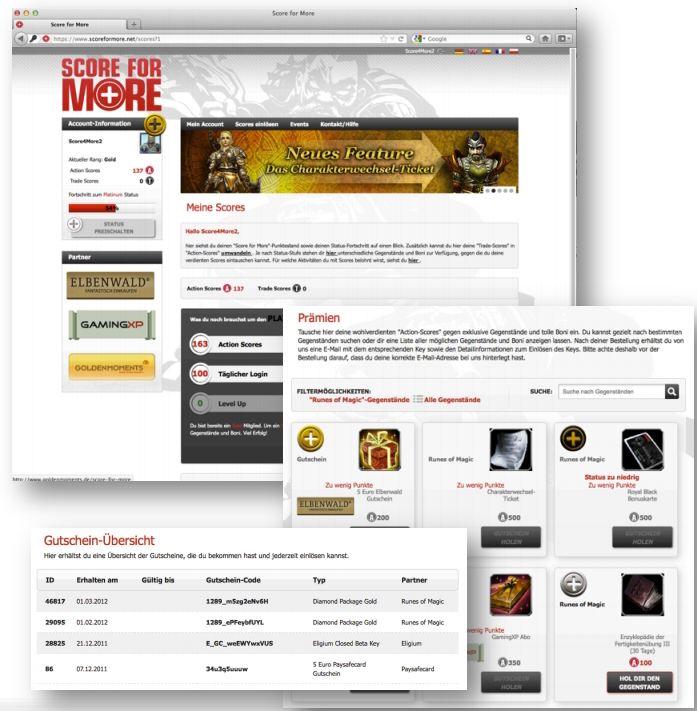 Score for More
Score for More
https://www.scoreformore.net/scores?1
Google
Score4More2
SCORE FOR
MORE
Account-Information
Score4More2
Aktueller Rang: Gold
Action Scores 137
Trade Scores 0
Fortschritt zum Platinum Status
54%
STATUS
FREISCHALTEN
Partner
ELBENWALD
FANTASTISCH EINKAUFEN
GAMINGXP
GOLDENMOMENTS
Mein Account Scores einlösen Events Kontakt/Hilfe
Neues Feature
Das Charakterwechsel-Ticket
Meine Scores
Hallo Score4More2,
hier siehst du deinen "Score for More"-Punktestand sowie deinen Status-Fortschritt auf einen Blick. Zusätzlich kannst du hier deine "Trade-Scores" in
"Action-Scores" umwandeln . Je nach Status-Stufe stehen dir hier unterschiedliche Gegenstände und Boni zur Verfügung, gegen die du deine
verdienten Scores eintauschen kannst. Für welche Aktivitäten du mit Scores belohnt wirst, siehst du hier .
Action Scores A 137 Trade Scores T 0
Was du noch brauchst um den PLA
163 Action Scores
100 Täglicher Login
0 Level Up
Du bist bereits ein Mitglied. Um ein
Gegenstände und Boni. Viel Erfolg!
http://www.goldenmoments.de/score-for-more
Prämien
Tausche hier deine wohlverdienten "Action-Scores" gegen exklusive Gegenstände und tolle Boni ein. Du kannst gezielt nach bestimmten
Gegenständen suchen oder dir eine Liste aller möglichen Gegenstände und Boni anzeigen lassen. Nach deiner Bestellung erhältst du von
uns eine E-Mail mit dem entsprechenden Key sowie den Detailinformationen zum Einlösen des Keys. Bitte achte deshalb vor der
Bestellung darauf, dass du deine korrekte E-Mail-Adresse bei uns hinterlegt hast.
FILTERMÖGLICHKEITEN:
"Runes of Magic"-Gegenstände Alle Gegenstände
SUCHE: Suche nach Gegenständen
Gutschein
Zu wenig Punkte
5 Euro Elbenwald
Gutschein
ELBENWALD
A 200
Runes of Magic
Zu wenig Punkte
Charakterwechsel-
Ticket
A 500
GUTSCHEIN
HOLEN
Runes of Magic
Status zu niedrig
Zu wenig Punkte
Royal Black
Bonuskarte
A 500
GUTSCHEIN
HOLEN
wenig Punkte
GamingXP Abo
A 350
GUTSCHEIN
HOLEN
Runes of Magic
Enzyklopädie der
Fertigkeitenübung III
(30 Tage)
A 100
HOL DIR DEN
GEGENSTAND
Gutschein-Übersicht
Hier erhältst du eine Übersicht der Gutscheine, die du bekommen hast und jederzeit einlösen kannst.
ID Erhalten am Gültig bis Gutschein-Code Typ Partner
46817 01.03.2012 1289_mSzg2eNv6H Diamond Package Gold Runes of Magic
29095 01.02.2012 1289_ePFeybfUYL Diamond Package Gold Runes of Magic
28825 21.12.2011 E_GC_weEWYwxVUS Eligium Closed Beta Key Eligium
86 07.12.2011 34u3q5uuuw 5 Euro Paysafecard Gutschein Paysafecard